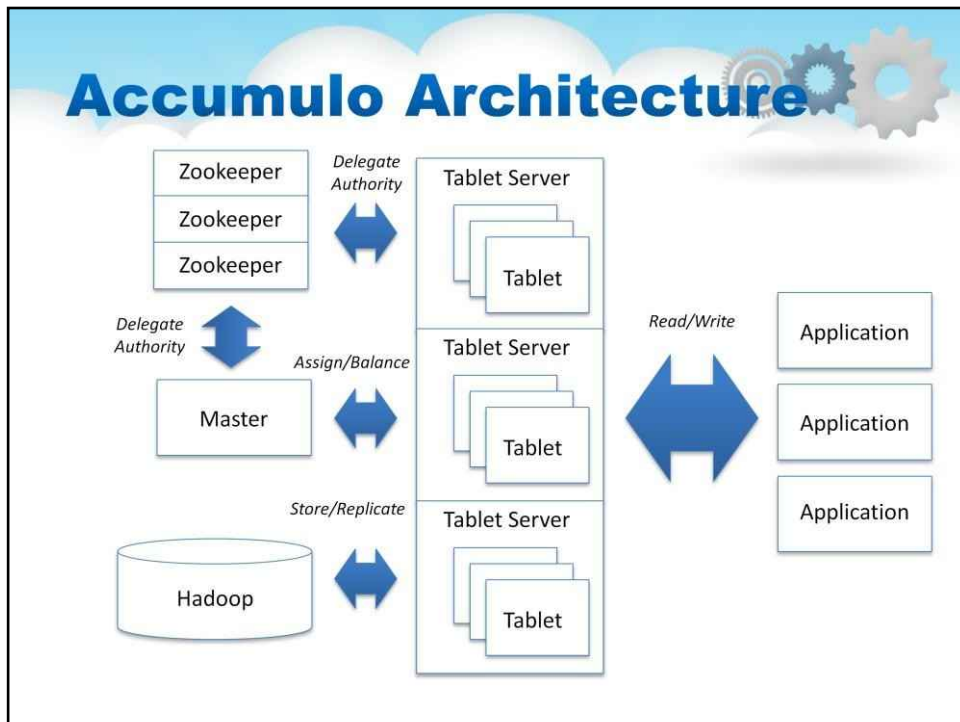 Accumulo Architecture
Zookeeper
Zookeeper
Zookeeper
Delegate
Authority
Tablet Server
Tablet
Delegate
Authority
Master
Assign/Balance
Tablet Server
Tablet
Read/Write
Application
Application
Application
Store/Replicate
Hadoop
Tablet Server
Tablet